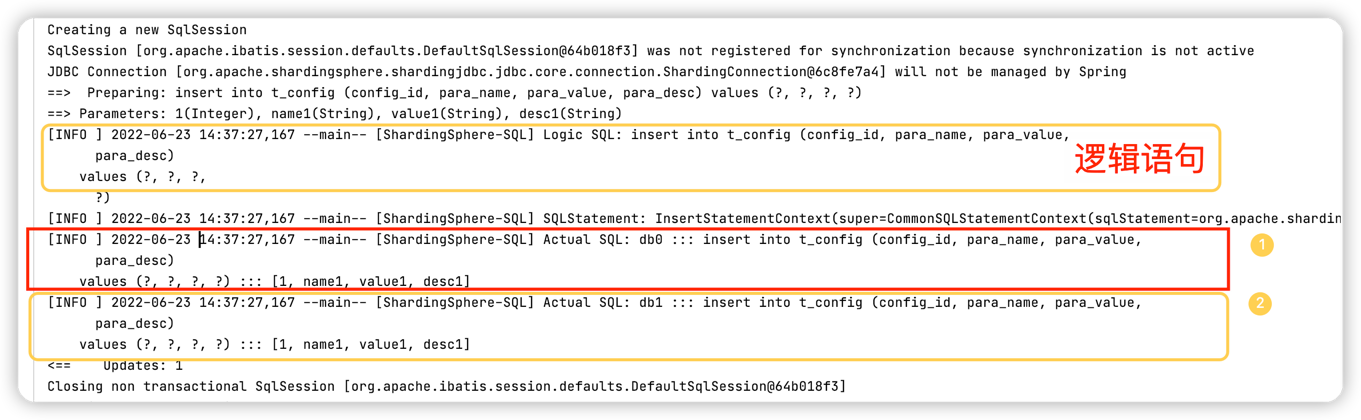 Creating a new SqlSession
SqlSession [org.apache.ibatis.session.defaults.DefaultSqlSession@64b018f3] was not registered for synchronization because synchronization is not active
JDBC Connection [org.apache.shardingsphere.shardingjdbc.jdbc.core.connection.ShardingConnection@6c8fe7a4] will not be managed by Spring
==>  Preparing: insert into t_config (config_id, para_name, para_value, para_desc) values (?, ?, ?, ?)
==> Parameters: 1(Integer), name1(String), value1(String), desc1(String)
[INFO ] 2022-06-23 14:37:27,167 --main-- [ShardingSphere-SQL] Logic SQL: insert into t_config (config_id, para_name, para_value,
para_desc)
逻辑语句
values (?, ?, ?,
?)
[INFO ] 2022-06-23 14:37:27,167 --main-- [ShardingSphere-SQL] SQLStatement: InsertStatementContext(super=CommonSQLStatementContext(sqlStatement=org.apache.shardin
[INFO ] 2022-06-23 14:37:27,167 --main-- [ShardingSphere-SQL] Actual SQL: db0 ::: insert into t_config (config_id, para_name, para_value,
1
para_desc)
values (?, ?, ?, ?) ::: [1, name1, value1, desc1]
[INFO ] 2022-06-23 14:37:27,167 --main-- [ShardingSphere-SQL] Actual SQL: db1 ::: insert into t_config (config_id, para_name, para_value,
2
para_desc)
values (?, ?, ?, ?) ::: [1, name1, value1, desc1]
<==    Updates: 1
Closing non transactional SqlSession [org.apache.ibatis.session.defaults.DefaultSqlSession@64b018f3]